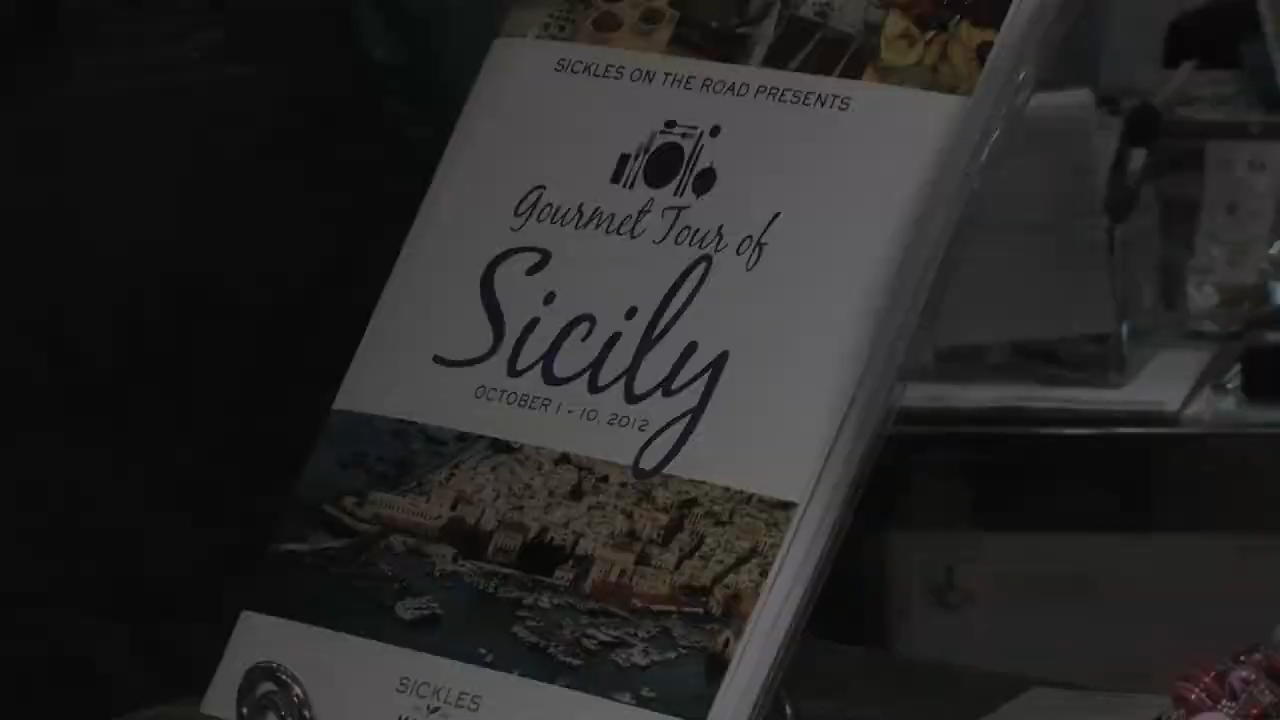 SICKLES ON THE ROAD PRESENTS
Gourmet Tour of
Sicily
OCTOBER 1 - 10, 2012
SICKLES